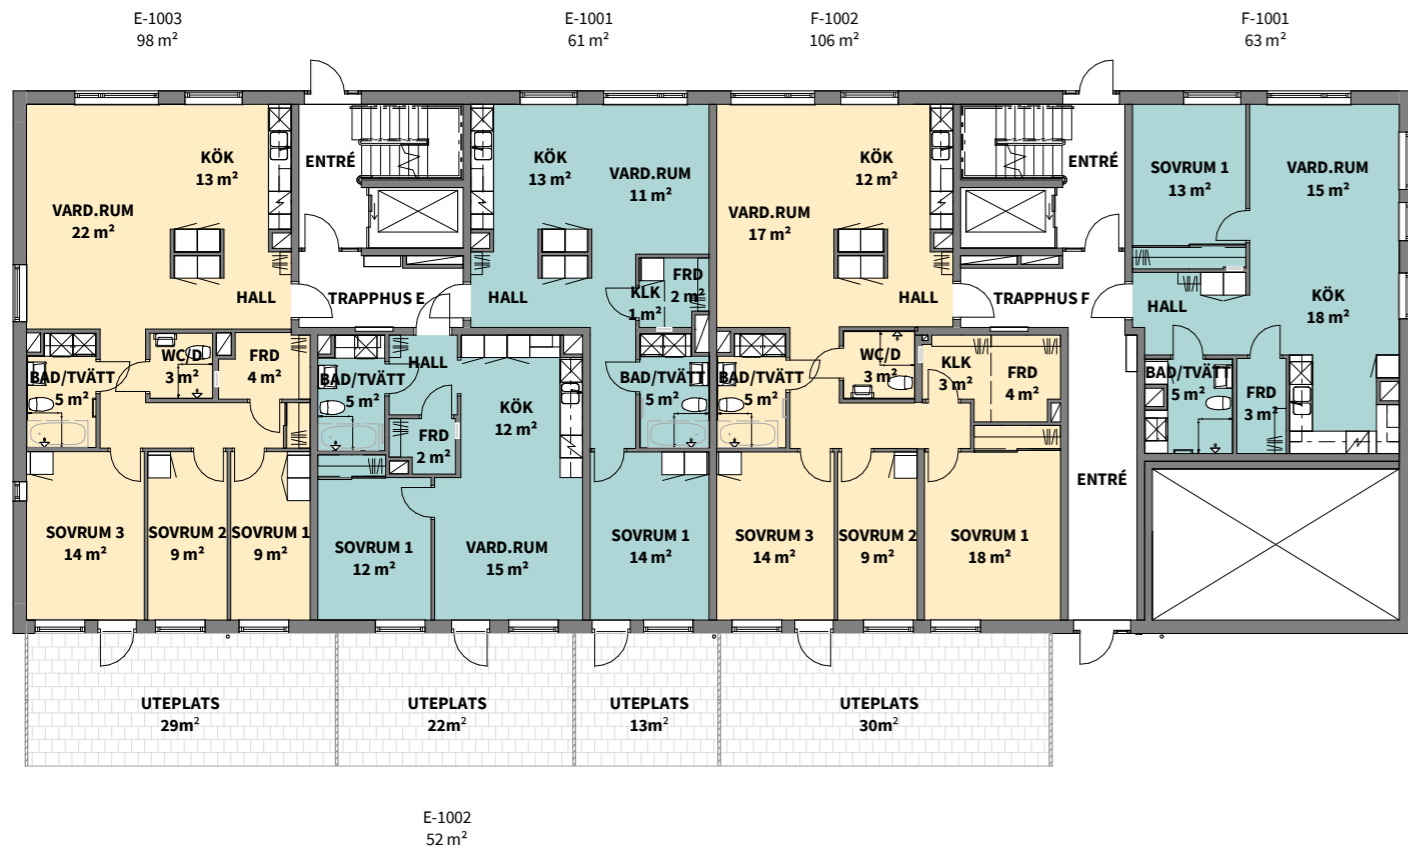 E-1003
98 m²
E-1001
61 m²
F-1002
106 m²
F-1001
63 m²
KÖK
13 m²
VARD.RUM
22 m²
HALL
ENTRÉ
TRAPPHUS E
BAD/TVÄTT
5 m²
WC/D
3 m²
FRD
4 m²
SOVRUM 3
14 m²
SOVRUM 2
9 m²
SOVRUM 1
9 m²
BAD/TVÄTT
5 m²
HALL
FRD
2 m²
KÖK
12 m²
SOVRUM 1
12 m²
VARD.RUM
15 m²
KÖK
13 m²
VARD.RUM
11 m²
HALL
KLK
1 m²
FRD
2 m²
BAD/TVÄTT
5 m²
SOVRUM 1
14 m²
KÖK
12 m²
VARD.RUM
17 m²
HALL
BAD/TVÄTT
5 m²
WC/D
3 m²
KLK
3 m²
FRD
4 m²
SOVRUM 3
14 m²
SOVRUM 2
9 m²
SOVRUM 1
18 m²
ENTRÉ
TRAPPHUS F
ENTRÉ
SOVRUM 1
13 m²
VARD.RUM
15 m²
HALL
KÖK
18 m²
BAD/TVÄTT
5 m²
FRD
3 m²
UTEPLATS
29m²
UTEPLATS
22m²
UTEPLATS
13m²
UTEPLATS
30m²
E-1002
52 m²